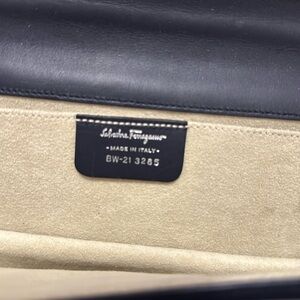 Salvatore Ferragamo
•MADE IN ITALY•
BW-21 3285